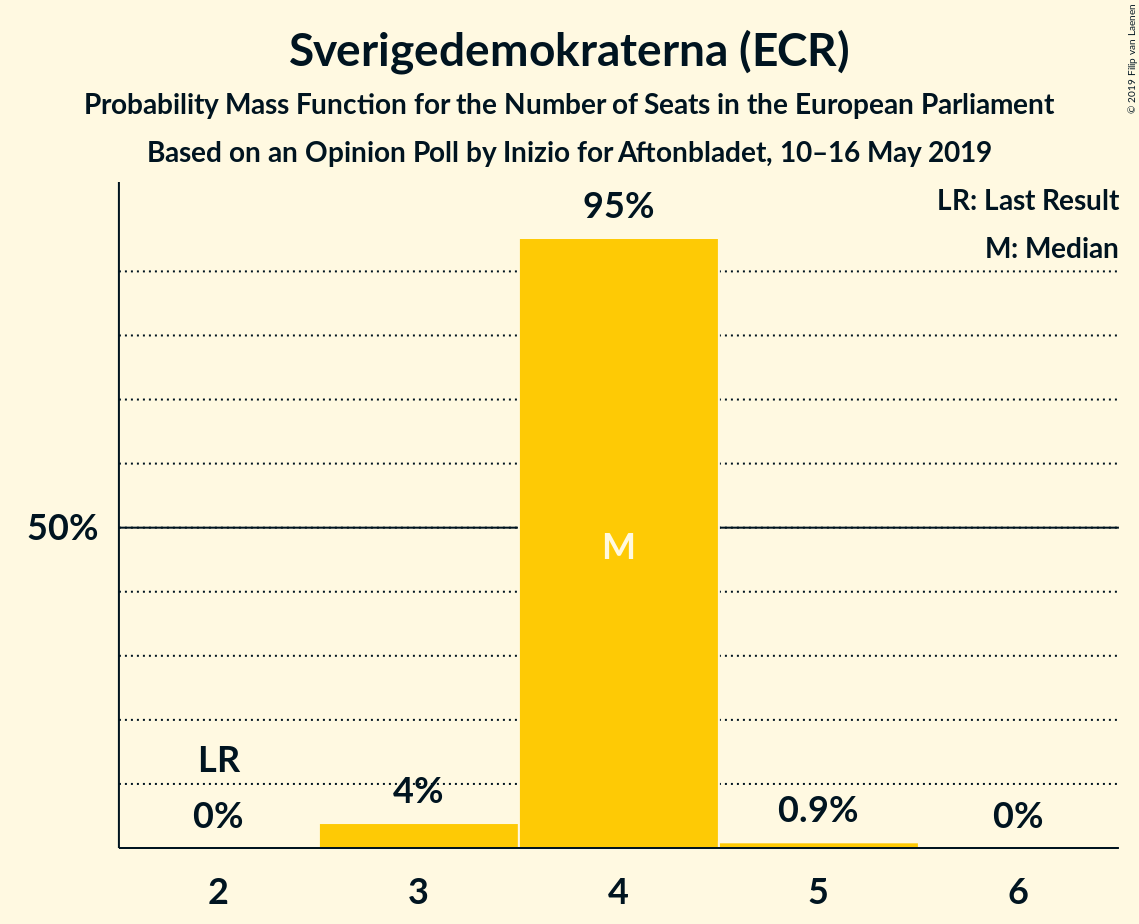 Sverigedemokraterna (ECR)
Probability Mass Function for the Number of Seats in the European Parliament
Based on an Opinion Poll by Inizio for Aftonbladet, 10–16 May 2019
© 2019 Filip van Laenen
LR: Last Result
M: Median
95%
50%
M
LR
0%
4%
0.9%
0%
2 3 4 5 6